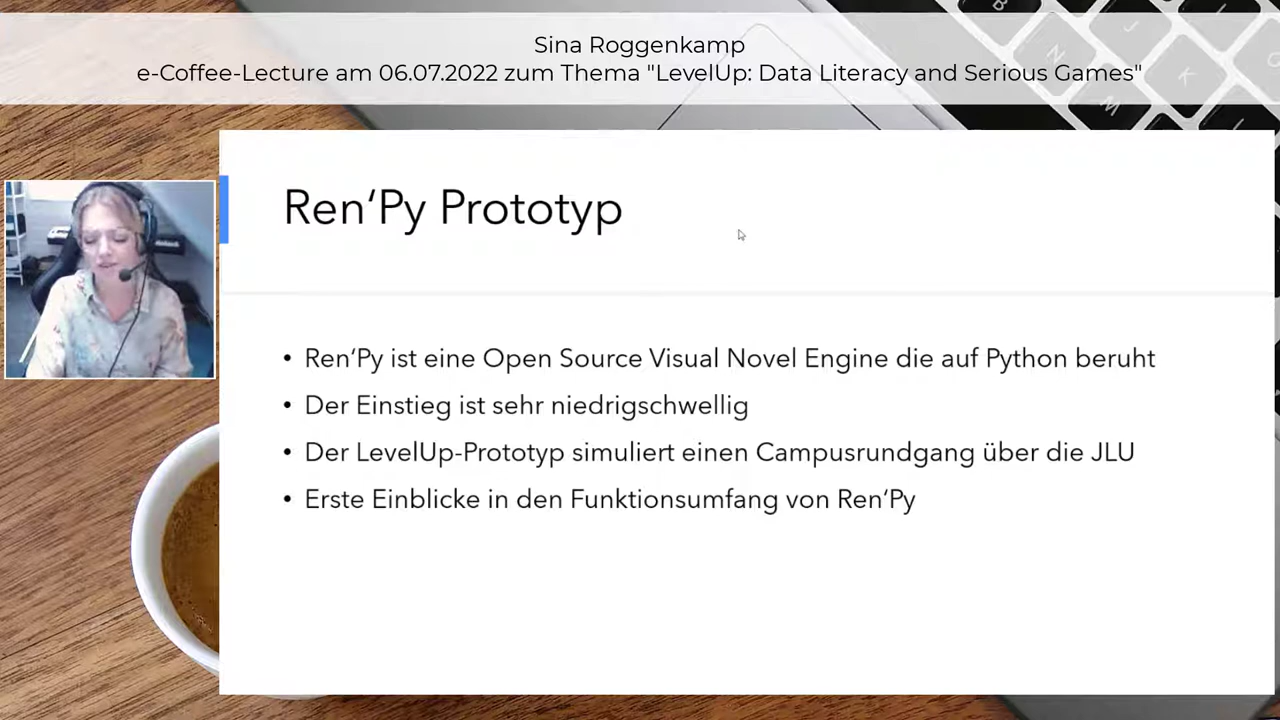 Sina Roggenkamp
e-Coffee-Lecture am 06.07.2022 zum Thema "LevelUp: Data Literacy and Serious Games"
Ren‘Py Prototyp
• Ren‘Py ist eine Open Source Visual Novel Engine die auf Python beruht
• Der Einstieg ist sehr niedrigschwellig
• Der LevelUp-Prototyp simuliert einen Campusrundgang über die JLU
• Erste Einblicke in den Funktionsumfang von Ren‘Py